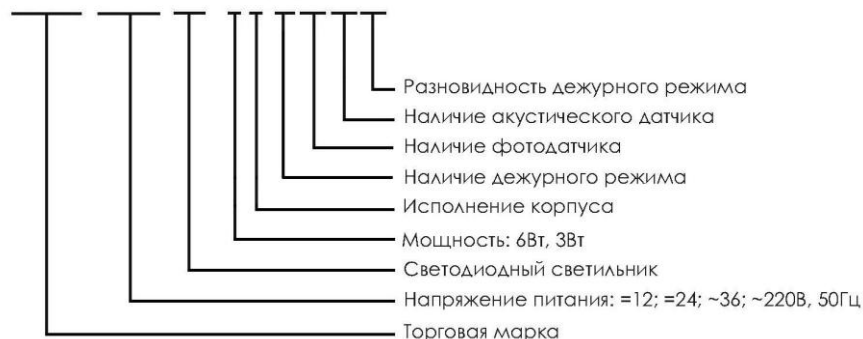 Разновидность дежурного режима
Наличие акустического датчика
Наличие фотодатчика
Наличие дежурного режима
Исполнение корпуса
Мощность: 6Вт, 3Вт
Светодиодный светильник
Напряжение питания: =12; =24; ~36; ~220В, 50Гц
Торговая марка